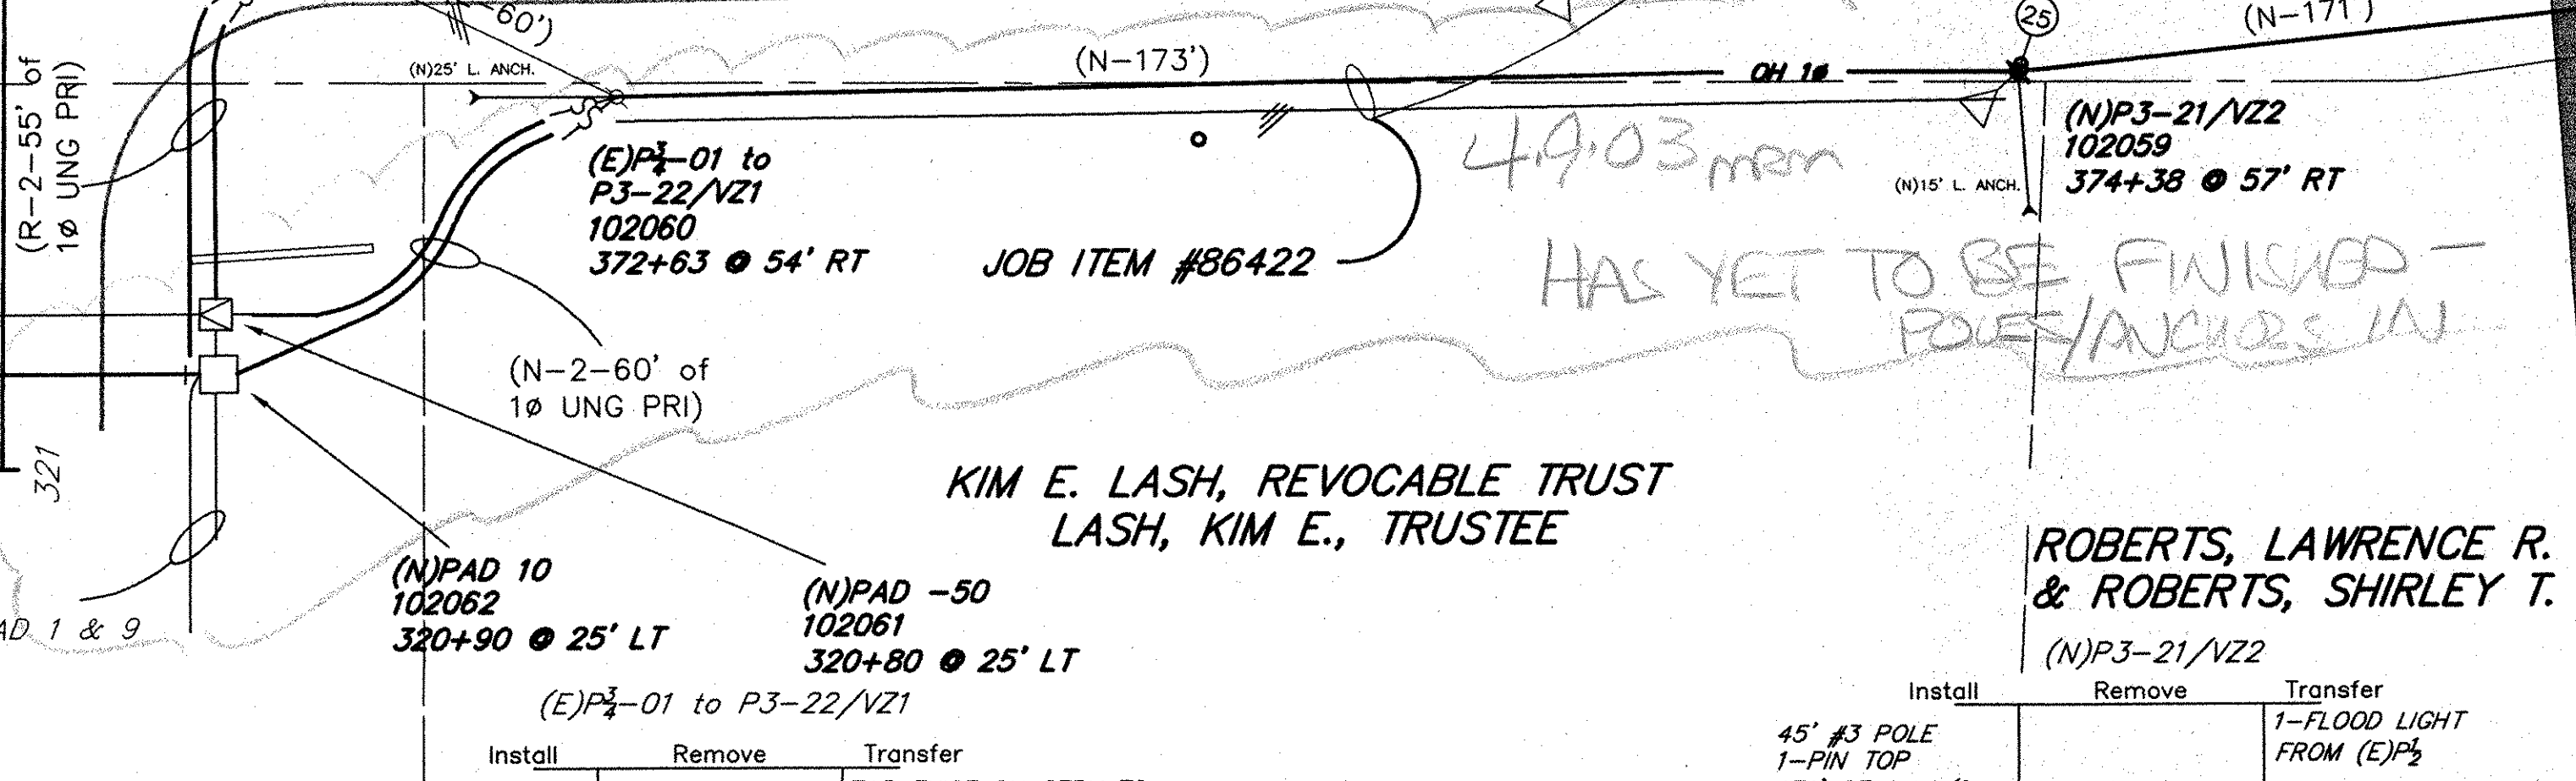 (R-2-55' of
1ø UNG PRI)
-60')
(N)25' L. ANCH.
(N-173')
OH 1ø
25
(N-171')
(E)P¾-01 to
P3-22/VZ1
102060
372+63 @ 54' RT
JOB ITEM #86422
4.9.03 mrm
(N)15' L. ANCH.
(N)P3-21/VZ2
102059
374+38 @ 57' RT
HAS YET TO BE FINISHED -
POLES/ANCHORS IN
(N-2-60' of
1ø UNG PRI)
321
KIM E. LASH, REVOCABLE TRUST
LASH, KIM E., TRUSTEE
(N)PAD 10
102062
320+90 @ 25' LT
(N)PAD -50
102061
320+80 @ 25' LT
AD 1 & 9
ROBERTS, LAWRENCE R.
& ROBERTS, SHIRLEY T.
(E)P¾-01 to P3-22/VZ1
Install Remove Transfer
(N)P3-21/VZ2
Install Remove Transfer
45' #3 POLE
1-PIN TOP
1-FLOOD LIGHT
FROM (E)P½